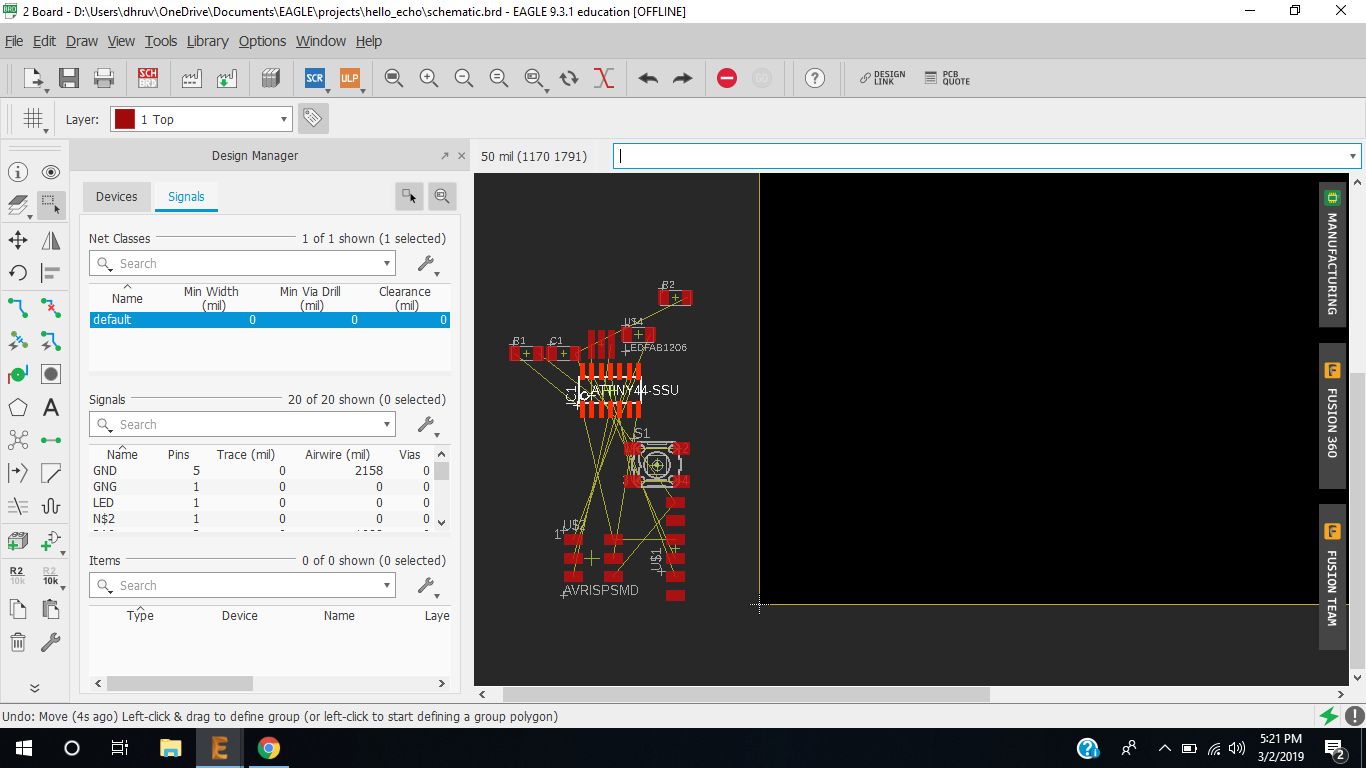 2 Board - D:\Users\dhruv\OneDrive\Documents\EAGLE\projects\hello_echo\schematic.brd - EAGLE 9.3.1 education [OFFLINE]
File Edit Draw View Tools Library Options Window Help
SCH
BRD
SCR
ULP
GO
DESIGN
LINK
PCB
QUOTE
Layer: 1 Top
Design Manager
50 mil (1170 1791)
Devices Signals
Net Classes 1 of 1 shown (1 selected)
Search
Name Min Width (mil) Min Via Drill (mil) Clearance (mil)
default 0 0 0
Signals 20 of 20 shown (0 selected)
Search
Name Pins Trace (mil) Airwire (mil) Vias
GND 5 0 2158 0
GNG 1 0 0 0
LED 1 0 0 0
N$2 1 0 0 0
Items 0 of 0 shown (0 selected)
Search
Type Device Name Laye
R2
10k
R2
10k
R2
U$4
LEDFAB1206
R1
C1
IC1
ATTINY44-SSU
S1
1
U$2
U$1
AVRISPSMD
MANUFACTURING
FUSION 360
FUSION TEAM
Undo: Move (4s ago) Left-click & drag to define group (or left-click to start defining a group polygon)
5:21 PM
3/2/2019
2